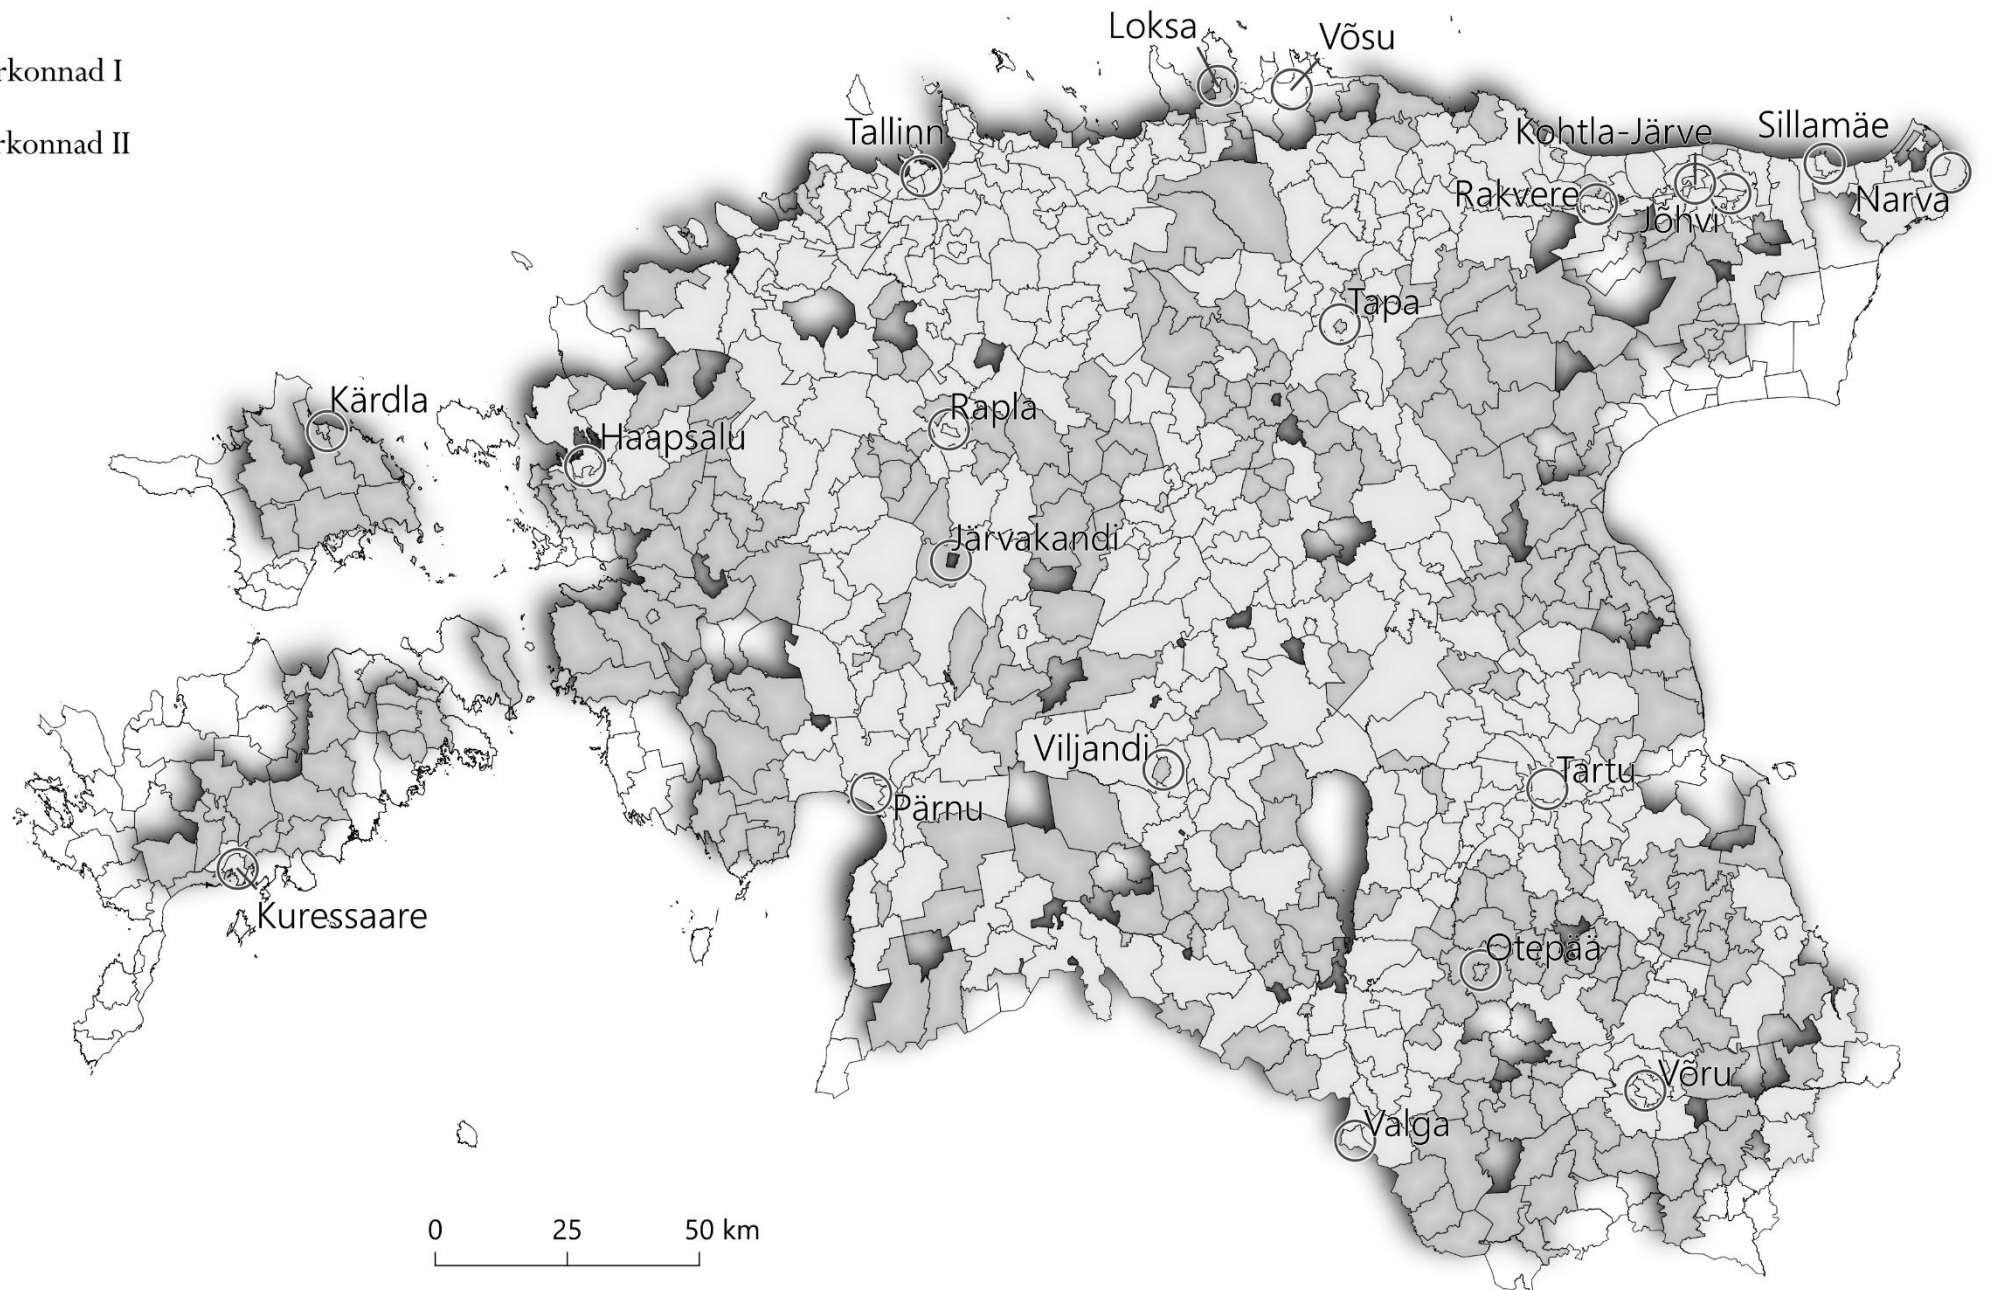 rkonnad I
rkonnad II
Loksa
Võsu
Tallinn
Kohtla-Järve
Sillamäe
Rakvere
Jõhvi
Narva
Tapa
Kärdla
Haapsalu
Rapla
Järvakandi
Viljandi
Tartu
Pärnu
Kuressaare
Otepää
Võru
Valga
0 25 50 km